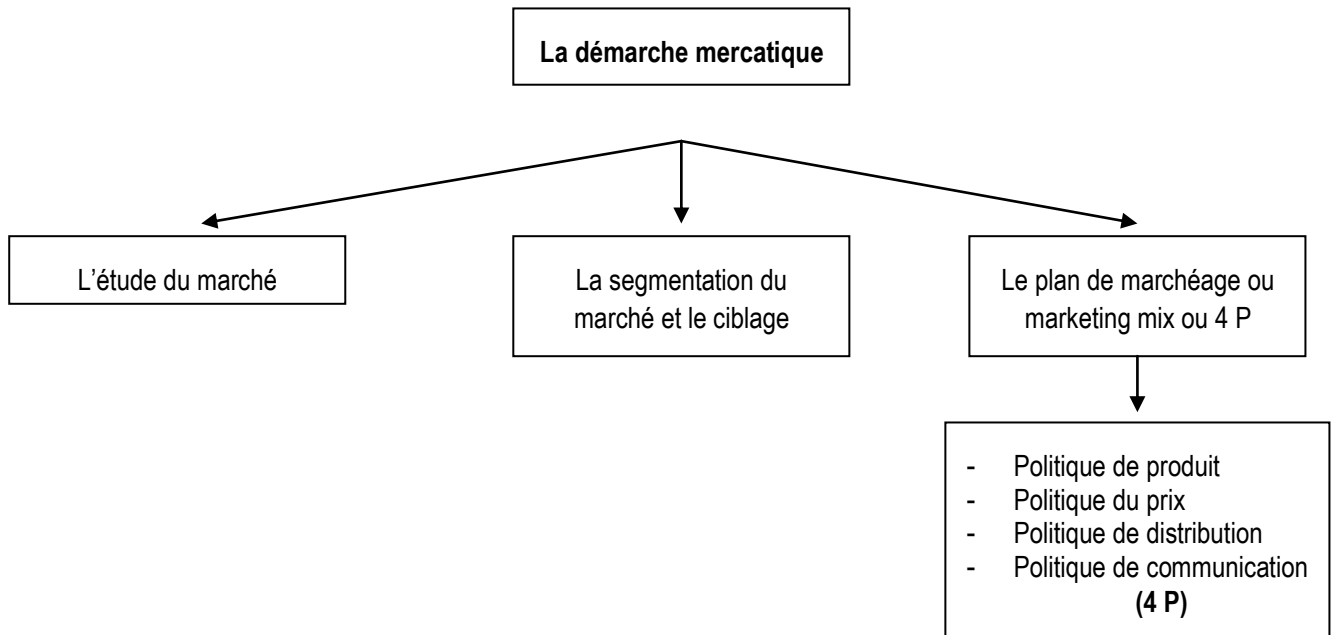 La démarche mercatique
L'étude du marché
La segmentation du
marché et le ciblage
Le plan de marchéage ou
marketing mix ou 4 P
- Politique de produit
- Politique du prix
- Politique de distribution
- Politique de communication
(4 P)